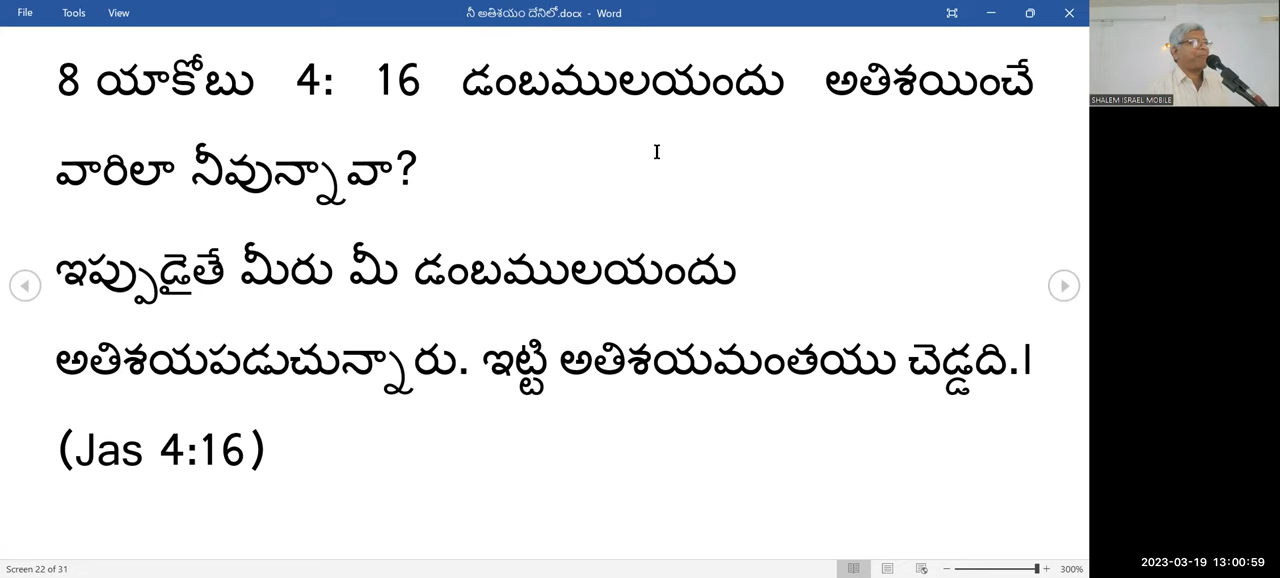 File Tools View నీ అతిశయం దేనిలో.docx - Word
SHALEM ISRAEL MOBILE
8 యాకోబు 4: 16 డంబములయందు అతిశయించే
వారిలా నీవున్నావా?
ఇప్పుడైతే మీరు మీ డంబములయందు
అతిశయపడుచున్నారు. ఇట్టి అతిశయమంతయు చెడ్డది.|
(Jas 4:16)
Screen 22 of 31 300%
2023-03-19 13:00:59